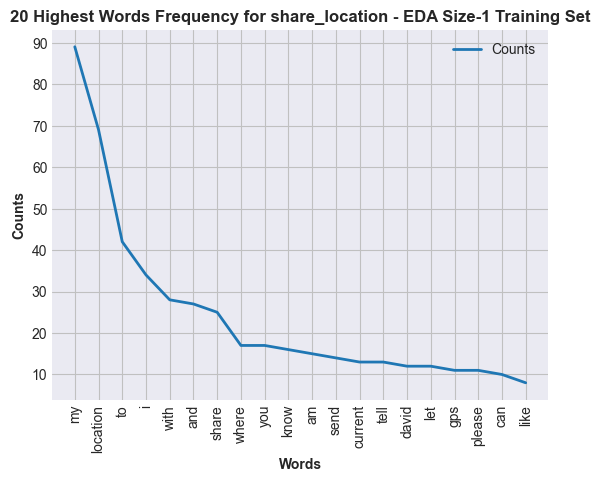 20 Highest Words Frequency for share_location - EDA Size-1 Training Set
Counts
90
80
70
60
50
40
30
20
10
Counts
my
location
to
i
with
and
share
where
you
know
am
send
current
tell
david
let
gps
please
can
like
Words